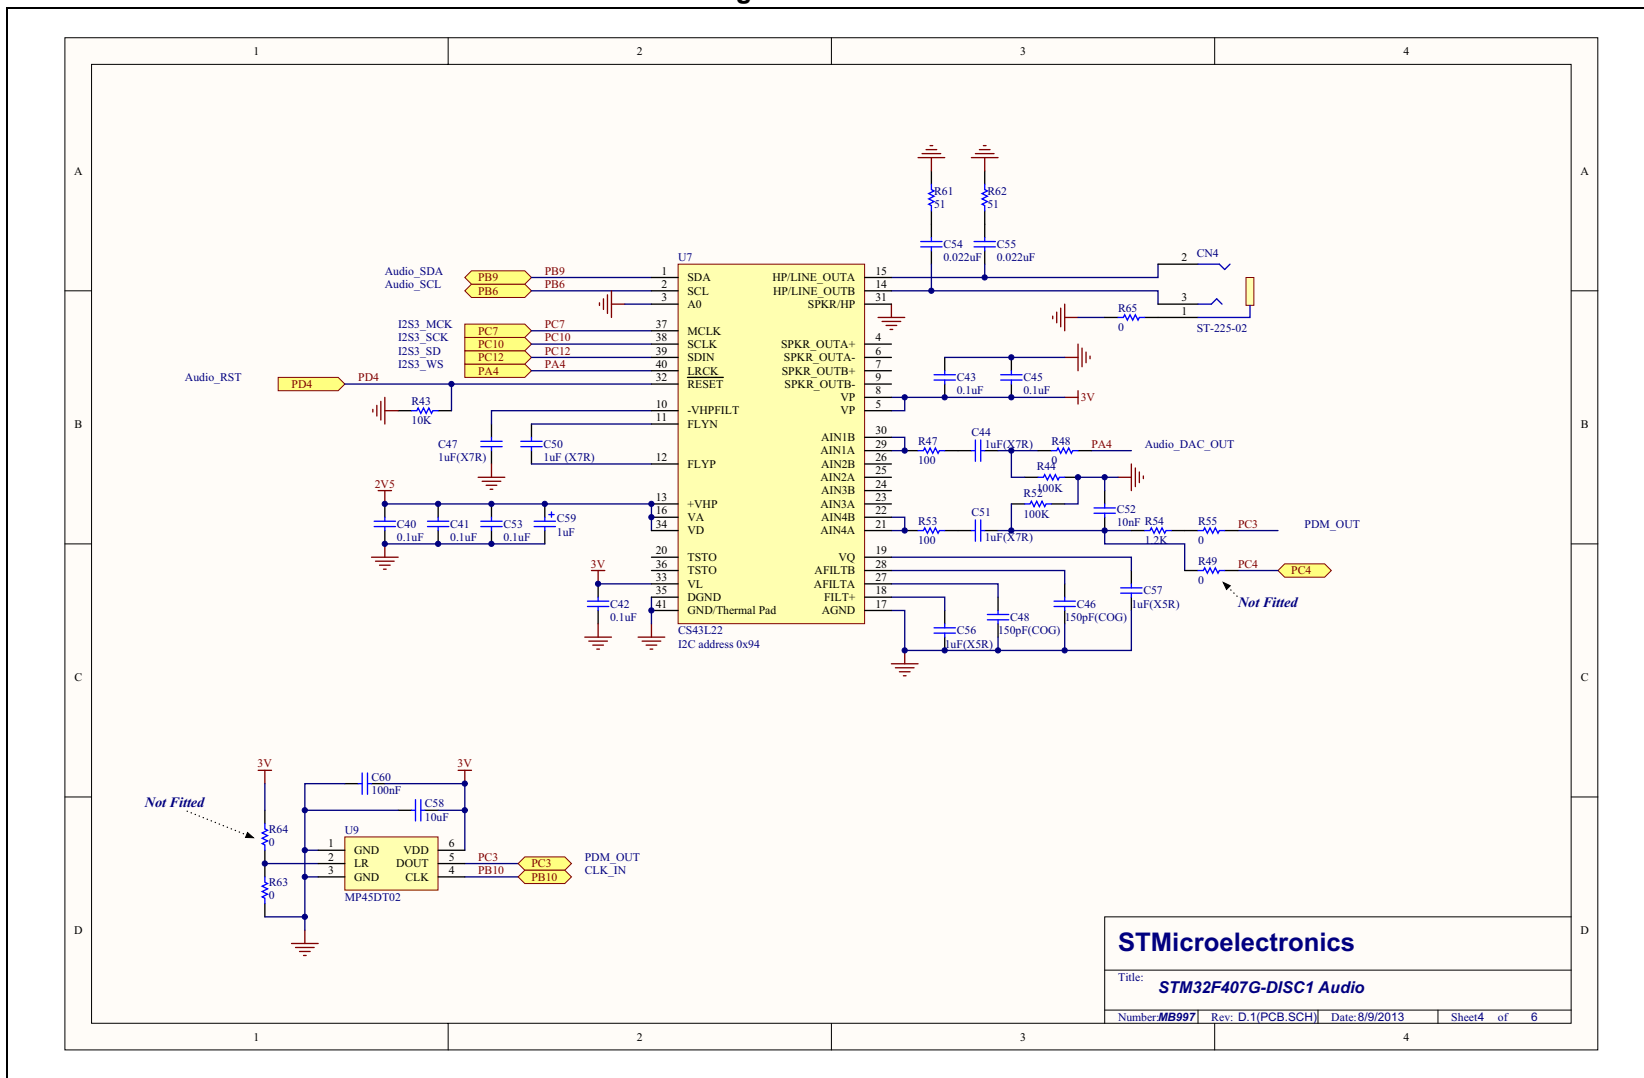 1 2 3 4
A A
B B
C C
D D
R61
51
R62
51
C54
0.022uF
C55
0.022uF
U7
Audio_SDA PB9 PB9 1 SDA
Audio_SCL PB6 PB6 2 SCL
3 A0
I2S3_MCK PC7 PC7 37 MCLK
I2S3_SCK PC10 PC10 38 SCLK
I2S3_SD PC12 PC12 39 SDIN
I2S3_WS PA4 PA4 40 LRCK
Audio_RST PD4 PD4 32 RESET
R43
10K
10 -VHPFILT
11 FLYN
12 FLYP
C47
1uF(X7R)
C50
1uF (X7R)
2V5
13 +VHP
16 VA
34 VD
C40
0.1uF
C41
0.1uF
C53
0.1uF
+
C59
1uF
20 TSTO
36 TSTO
33 VL
35 DGND
41 GND/Thermal Pad
3V
C42
0.1uF
CS43L22
I2C address 0x94
HP/LINE_OUTA 15
HP/LINE_OUTB 14
SPKR/HP 31
SPKR_OUTA+ 4
SPKR_OUTA- 6
SPKR_OUTB+ 7
SPKR_OUTB- 9
VP 8
VP 5
AIN1B 30
AIN1A 29
AIN2B 26
AIN2A 25
AIN3B 24
AIN3A 23
AIN4B 22
AIN4A 21
VQ 19
AFILTB 28
AFILTA 27
FILT+ 18
AGND 17
2 CN4
3
1
ST-225-02
R65
0
C43
0.1uF
C45
0.1uF
3V
R47
100
C44
1uF(X7R)
R48
0
PA4 Audio_DAC_OUT
R44
100K
R52
100K
C52
10nF
R53
100
C51
1uF(X7R)
R54
1.2K
R55
0
PC3 PDM_OUT
R49
0
PC4 PC4
Not Fitted
C57
1uF(X5R)
C46
150pF(COG)
C48
150pF(COG)
C56
1uF(X5R)
3V 3V
C60
100nF
C58
10uF
Not Fitted
R64
0
R63
0
U9
1 GND VDD 6
2 LR DOUT 5 PC3 PC3 PDM_OUT
3 GND CLK 4 PB10 PB10 CLK_IN
MP45DT02
STMicroelectronics
Title:
STM32F407G-DISC1 Audio
Number:MB997 Rev: D.1(PCB.SCH) Date:8/9/2013 Sheet4 of 6
1 2 3 4